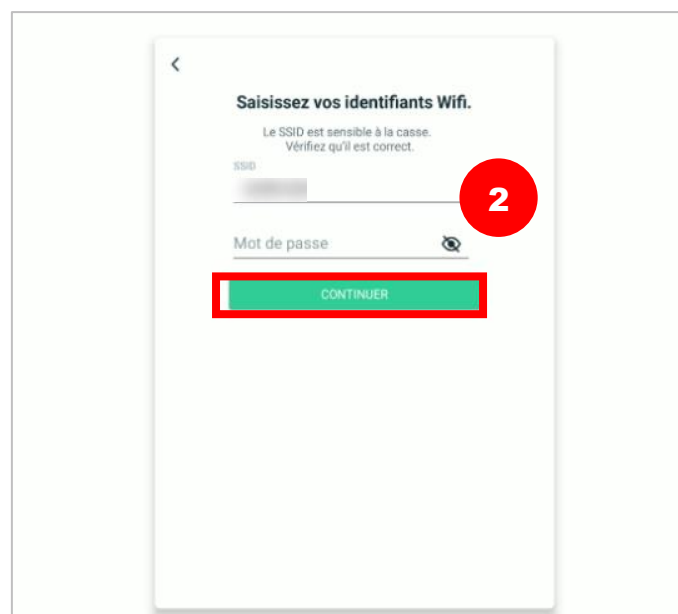 Saisissez vos identifiants Wifi.
Le SSID est sensible à la casse.
Vérifiez qu'il est correct.
SSID
2
Mot de passe
CONTINUER